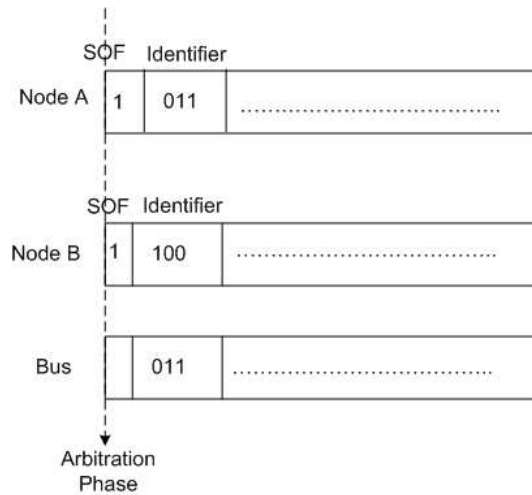 SOF Identifier
Node A 1 011 ........................................
SOF Identifier
Node B 1 100 ........................................
Bus 011 ........................................
Arbitration
Phase